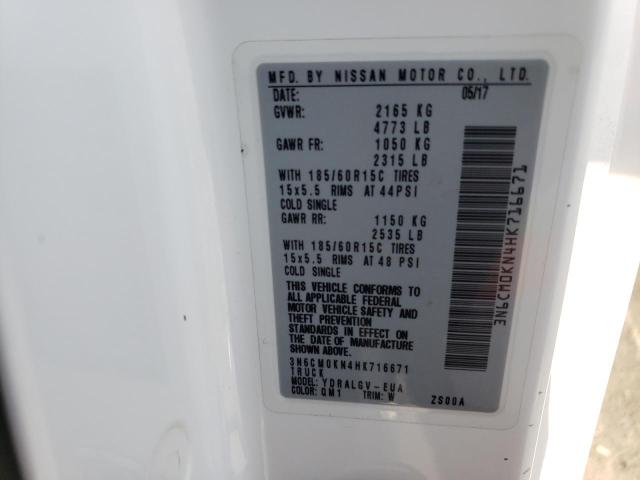 MFD. BY NISSAN MOTOR CO., LTD.
DATE: 05/17
GVWR: 2165 KG
4773 LB
GAWR FR: 1050 KG
2315 LB
WITH 185/60R15C TIRES
15x5.5 RIMS AT 44PSI
COLD SINGLE
GAWR RR: 1150 KG
2535 LB
WITH 185/60R15C TIRES
15x5.5 RIMS AT 48 PSI
COLD SINGLE
THIS VEHICLE CONFORMS TO
ALL APPLICABLE FEDERAL
MOTOR VEHICLE SAFETY AND
THEFT PREVENTION
STANDARDS IN EFFECT ON
THE DATE OF MANUFACTURE
SHOWN ABOVE.
3N6CM0KN4HK716671
TRUCK
MODEL: YDRALGV-EUA
COLOR: QM1 TRIM: W ZS00A
3N6CM0KN4HK716671